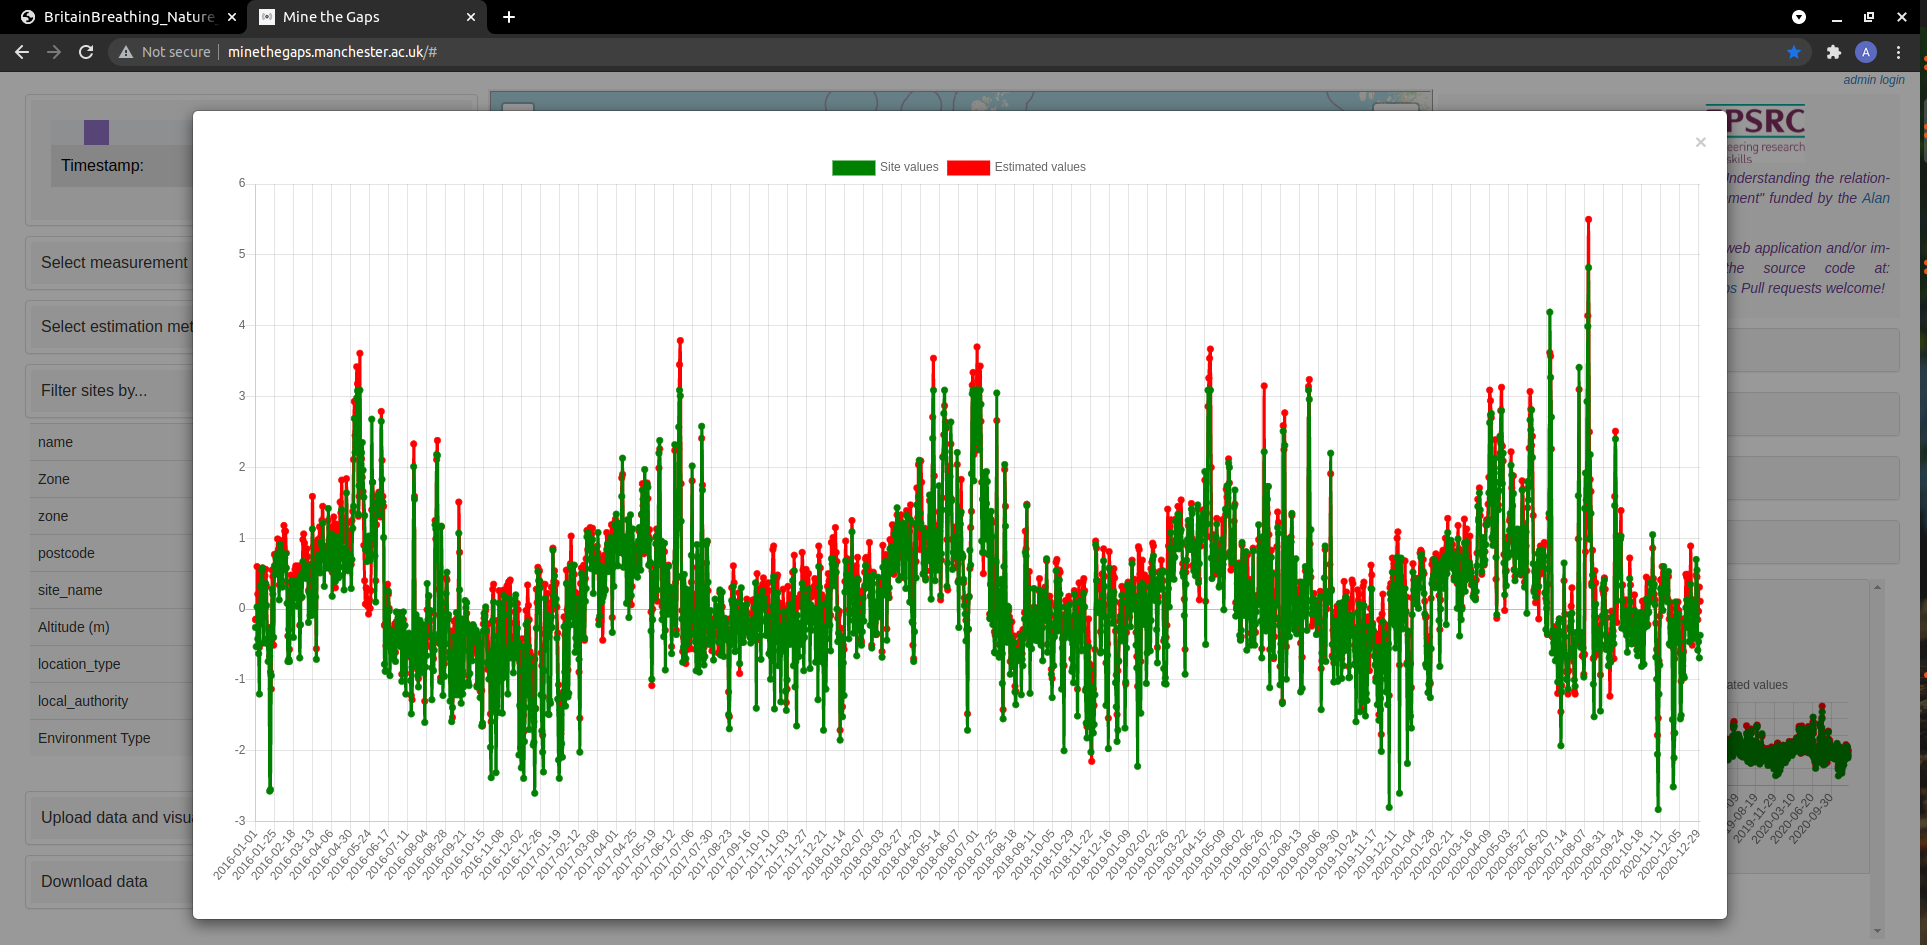 BritainBreathing_Nature
Mine the Gaps
Not secure
minethegaps.manchester.ac.uk/#
A
admin login
Timestamp:
Select measurement
Select estimation met
Filter sites by...
name
Zone
zone
postcode
site_name
Altitude (m)
location_type
local_authority
Environment Type
Upload data and visua
Download data
Site values
Estimated values
6
5
4
3
2
1
0
-1
-2
-3
2016-01-01
2016-01-25
2016-02-18
2016-03-13
2016-04-06
2016-04-30
2016-05-24
2016-06-17
2016-07-11
2016-08-04
2016-08-28
2016-09-21
2016-10-15
2016-11-08
2016-12-02
2016-12-26
2017-01-19
2017-02-12
2017-03-08
2017-04-01
2017-04-25
2017-05-19
2017-06-12
2017-07-06
2017-07-30
2017-08-23
2017-09-16
2017-10-10
2017-11-03
2017-11-27
2017-12-21
2018-01-14
2018-02-07
2018-03-03
2018-03-27
2018-04-20
2018-05-14
2018-06-07
2018-07-01
2018-07-25
2018-08-18
2018-09-11
2018-10-05
2018-10-29
2018-11-22
2018-12-16
2019-01-09
2019-02-02
2019-02-26
2019-03-22
2019-04-15
2019-05-09
2019-06-02
2019-06-26
2019-07-20
2019-08-13
2019-09-06
2019-09-30
2019-10-24
2019-11-17
2019-12-11
2020-01-04
2020-01-28
2020-02-21
2020-03-16
2020-04-09
2020-05-03
2020-05-27
2020-06-20
2020-07-14
2020-08-07
2020-08-31
2020-09-24
2020-10-18
2020-11-11
2020-12-05
2020-12-29
PSRC
eering research
skills
Understanding the relation-
ment" funded by the Alan
web application and/or im-
the source code at:
ps Pull requests welcome!
ated values
-09
2019-08-19
2019-11-29
2020-03-10
2020-06-20
2020-09-30